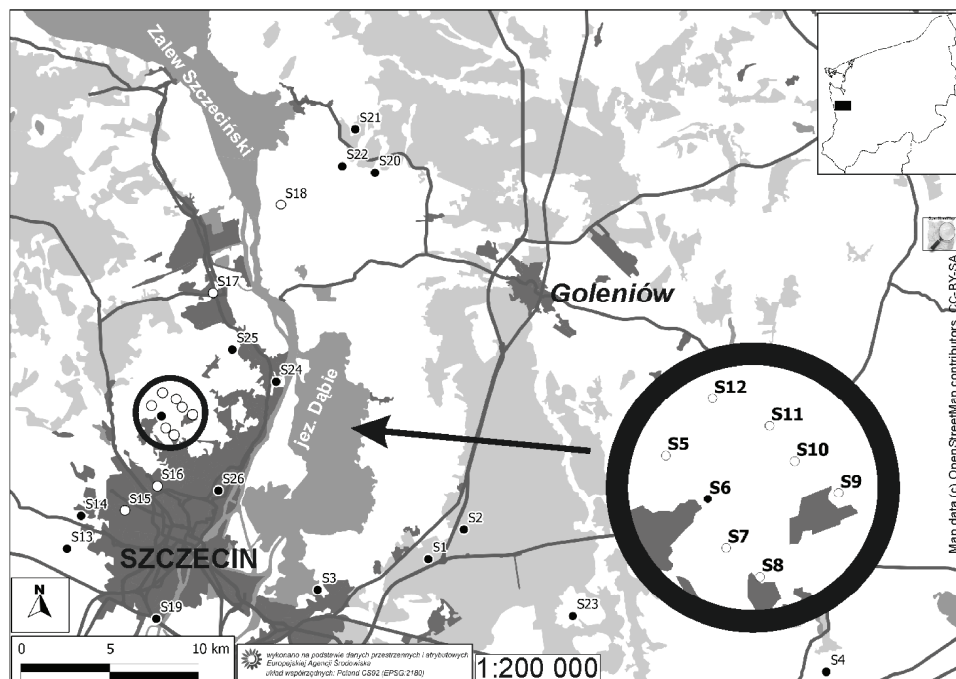 Zalew Szczeciński
S21
S22
S20
S18
S17
Goleniów
S25
S24
jez. Dąbie
S12
S11
S5
S10
S9
S6
S7
S8
S16
S15
S26
S14
S13
SZCZECIN
S2
S1
S3
S23
S19
S4
N
0 5 10 km
wykonano na podstawie danych przestrzennych i atrybutowych
Europejskiej Agencji Środowiska
układ współrzędnych: Poland CS92 (EPSG:2180)
1:200 000
Map data (c) OpenStreetMap contributors, CC-BY-SA